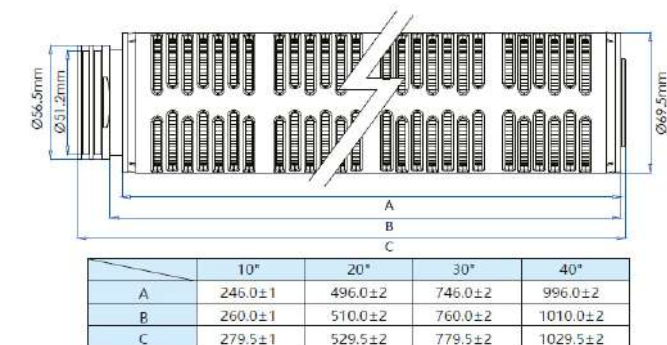 Ø56.5mm
Ø51.2mm
Ø69.5mm
A
B
C
10" 20" 30" 40"
A 246.0±1 496.0±2 746.0±2 996.0±2
B 260.0±1 510.0±2 760.0±2 1010.0±2
C 279.5±1 529.5±2 779.5±2 1029.5±2